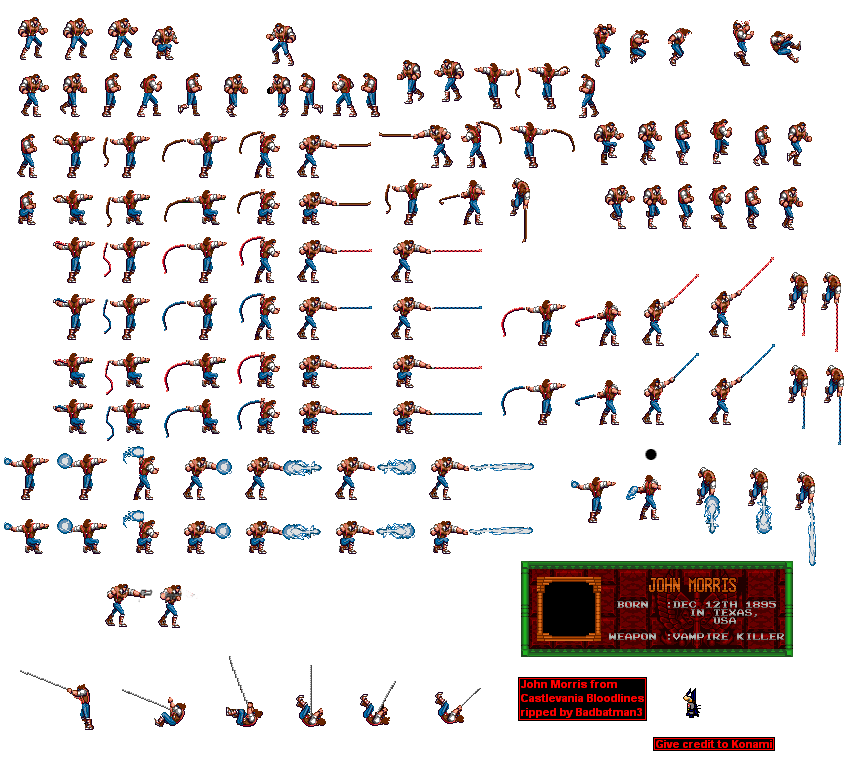 JOHN MORRIS
BORN :DEC 12TH 1895
IN TEXAS,
USA
WEAPON :VAMPIRE KILLER
John Morris from
Castlevania Bloodlines
ripped by Badbatman3
Give credit to Konami